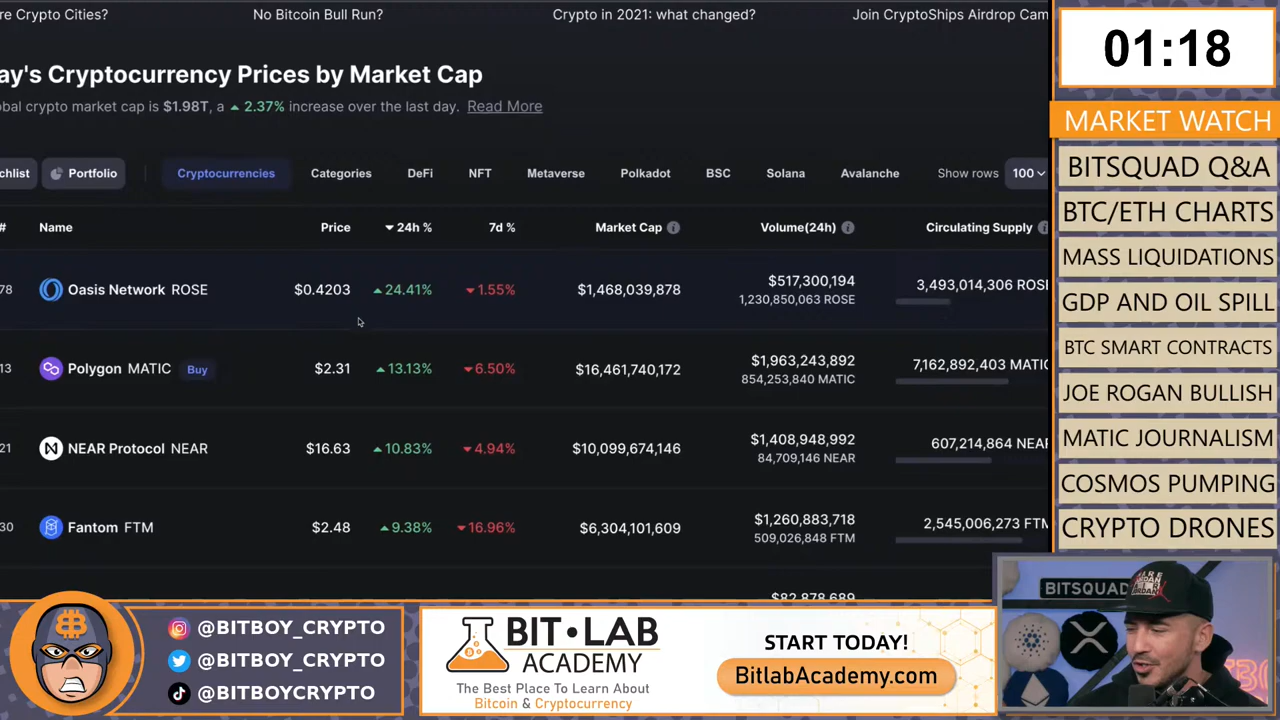 re Crypto Cities?
No Bitcoin Bull Run?
Crypto in 2021: what changed?
Join CryptoShips Airdrop Cam
ay's Cryptocurrency Prices by Market Cap
obal crypto market cap is $1.98T, a 2.37% increase over the last day. Read More
chlist
Portfolio
Cryptocurrencies
Categories
DeFi
NFT
Metaverse
Polkadot
BSC
Solana
Avalanche
Show rows
100
#
Name
Price
24h %
7d %
Market Cap
Volume(24h)
Circulating Supply
78
Oasis Network ROSE
$0.4203
24.41%
1.55%
$1,468,039,878
$517,300,194
1,230,850,063 ROSE
3,493,014,306 ROSE
13
Polygon MATIC
Buy
$2.31
13.13%
6.50%
$16,461,740,172
$1,963,243,892
854,253,840 MATIC
7,162,892,403 MATIC
21
NEAR Protocol NEAR
$16.63
10.83%
4.94%
$10,099,674,146
$1,408,948,992
84,709,146 NEAR
607,214,864 NEAR
30
Fantom FTM
$2.48
9.38%
16.96%
$6,304,101,609
$1,260,883,718
509,026,848 FTM
2,545,006,273 FTM
$82,878,689
01:18
MARKET WATCH
BITSQUAD Q&A
BTC/ETH CHARTS
MASS LIQUIDATIONS
GDP AND OIL SPILL
BTC SMART CONTRACTS
JOE ROGAN BULLISH
MATIC JOURNALISM
COSMOS PUMPING
CRYPTO DRONES
@BITBOY_CRYPTO
@BITBOY_CRYPTO
@BITBOYCRYPTO
BIT•LAB
ACADEMY
The Best Place To Learn About
Bitcoin & Cryptocurrency
START TODAY!
BitlabAcademy.com
BITSQUAD